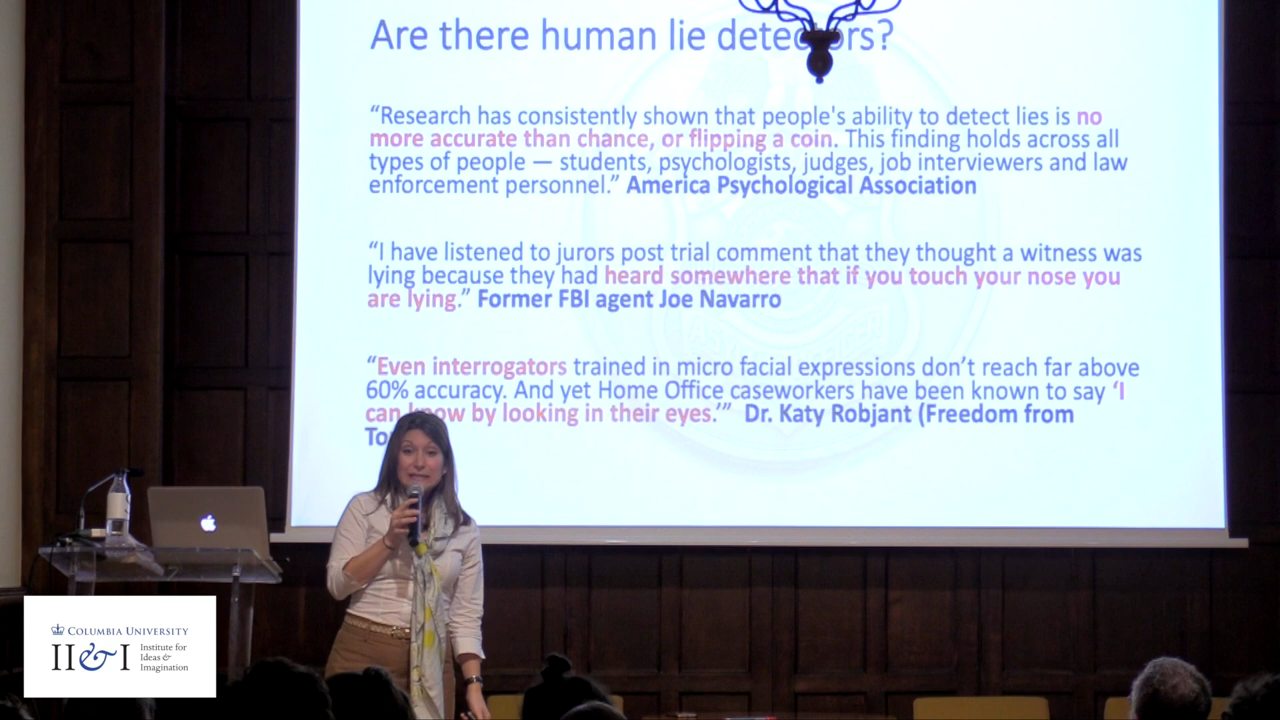 Are there human lie detectors?
“Research has consistently shown that people's ability to detect lies is no
more accurate than chance, or flipping a coin. This finding holds across all
types of people — students, psychologists, judges, job interviewers and law
enforcement personnel.” America Psychological Association
“I have listened to jurors post trial comment that they thought a witness was
lying because they had heard somewhere that if you touch your nose you
are lying.” Former FBI agent Joe Navarro
“Even interrogators trained in micro facial expressions don’t reach far above
60% accuracy. And yet Home Office caseworkers have been known to say ‘I
can know by looking in their eyes.’” Dr. Katy Robjant (Freedom from
COLUMBIA UNIVERSITY
II&I
Institute for
Ideas &
Imagination